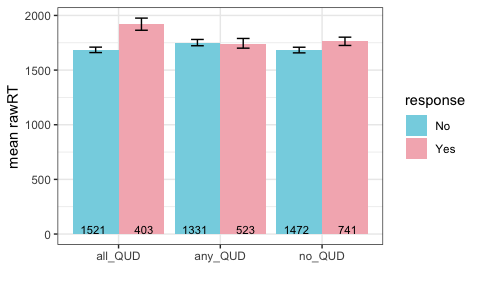 2000
1500
1000
500
0
mean rawRT
1521 403 1331 523 1472 741
all_QUD any_QUD no_QUD
response
No
Yes